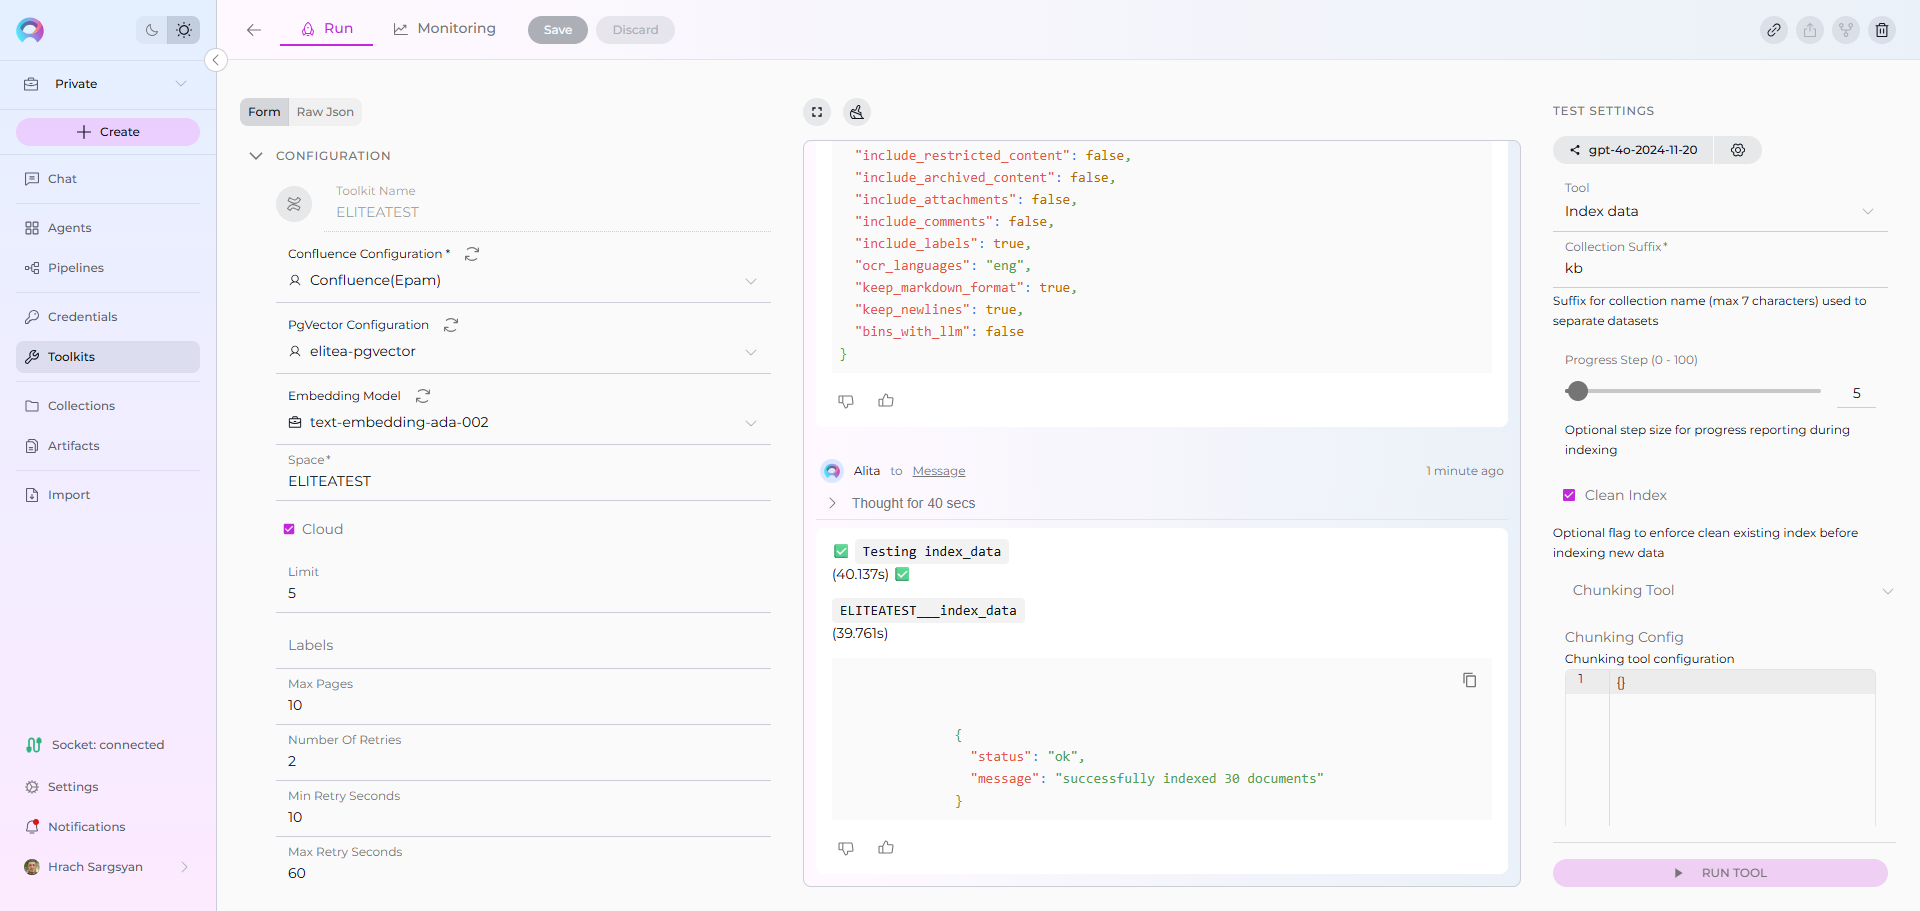 Private
Create
Chat
Agents
Pipelines
Credentials
Toolkits
Collections
Artifacts
Import
Socket: connected
Settings
Notifications
Hrach Sargsyan
Run
Monitoring
Save
Discard
Form
Raw Json
CONFIGURATION
Toolkit Name
ELITEATEST
Confluence Configuration *
Confluence(Epam)
PgVector Configuration
elitea-pgvector
Embedding Model
text-embedding-ada-002
Space*
ELITEATEST
Cloud
Limit
5
Labels
Max Pages
10
Number Of Retries
2
Min Retry Seconds
10
Max Retry Seconds
60
"include_restricted_content": false,
"include_archived_content": false,
"include_attachments": false,
"include_comments": false,
"include_labels": true,
"ocr_languages": "eng",
"keep_markdown_format": true,
"keep_newlines": true,
"bins_with_llm": false
}
Alita to Message
1 minute ago
Thought for 40 secs
Testing index_data
(40.137s)
ELITEATEST___index_data
(39.761s)
{
"status": "ok",
"message": "successfully indexed 30 documents"
}
TEST SETTINGS
gpt-4o-2024-11-20
Tool
Index data
Collection Suffix*
kb
Suffix for collection name (max 7 characters) used to
separate datasets
Progress Step (0 - 100)
5
Optional step size for progress reporting during
indexing
Clean Index
Optional flag to enforce clean existing index before
indexing new data
Chunking Tool
Chunking Config
Chunking tool configuration
1 {}
RUN TOOL